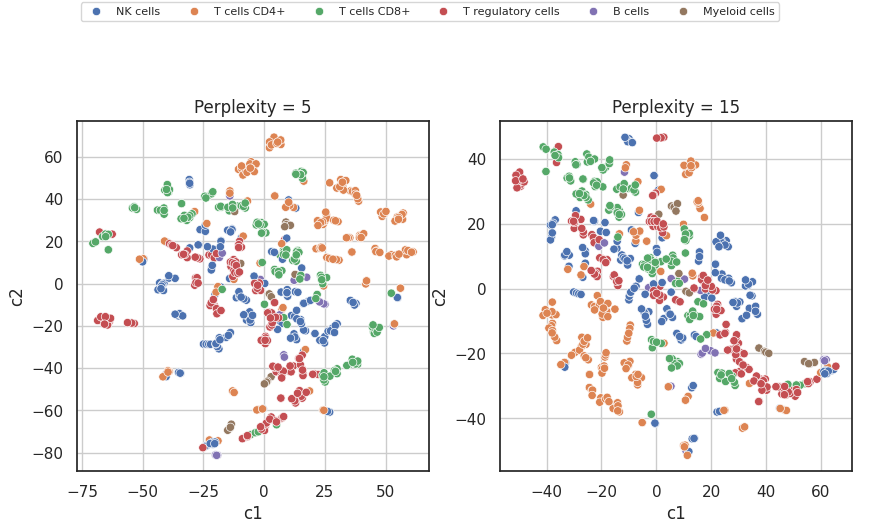 NK cells T cells CD4+ T cells CD8+ T regulatory cells B cells Myeloid cells
Perplexity = 5
60
40
20
0
−20
−40
−60
−80
c2
−75 −50 −25 0 25 50
c1
Perplexity = 15
40
20
0
−20
−40
c2
−40 −20 0 20 40 60
c1